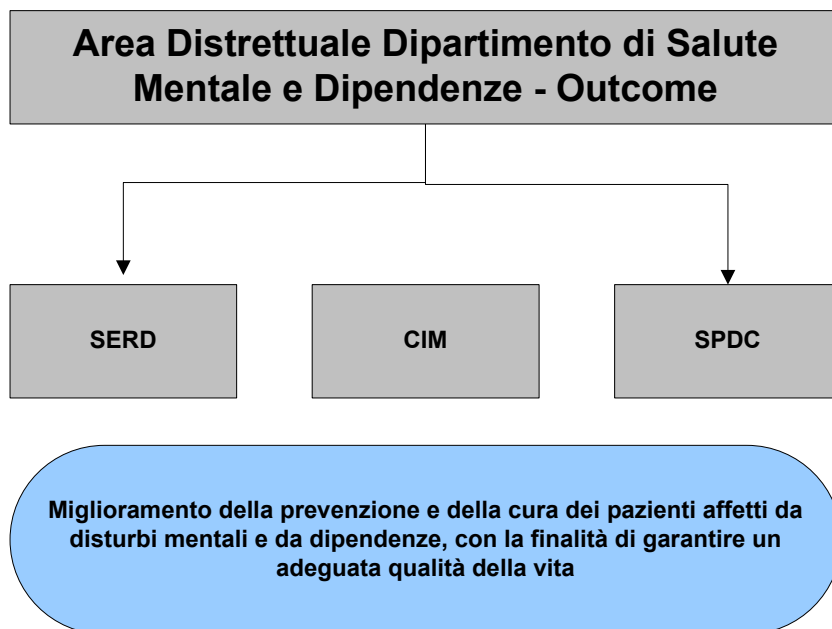 Area Distrettuale Dipartimento di Salute
Mentale e Dipendenze - Outcome
SERD
CIM
SPDC
Miglioramento della prevenzione e della cura dei pazienti affetti da
disturbi mentali e da dipendenze, con la finalità di garantire un
adeguata qualità della vita